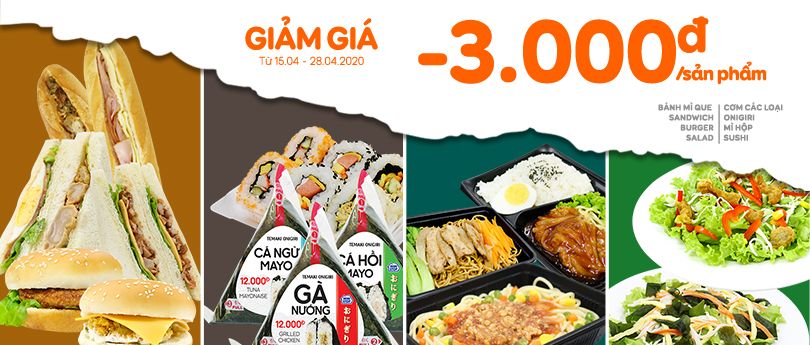 GIẢM GIÁ
Từ 15.04 - 28.04.2020
-3.000đ
/sản phẩm
BÁNH MÌ QUE
SANDWICH
BURGER
SALAD
CƠM CÁC LOẠI
ONIGIRI
MÌ HỘP
SUSHI
TEMAKI ONIGIRI
CÁ NGỪ
MAYO
12.000Đ
TUNA
MAYONAISE
TEMAKI ONIGIRI
GÀ
NƯỚNG
12.000Đ
GRILLED
CHICKEN
おにぎり
TEMAKI ONIGIRI
CÁ HỒI
MAYO
おにぎり